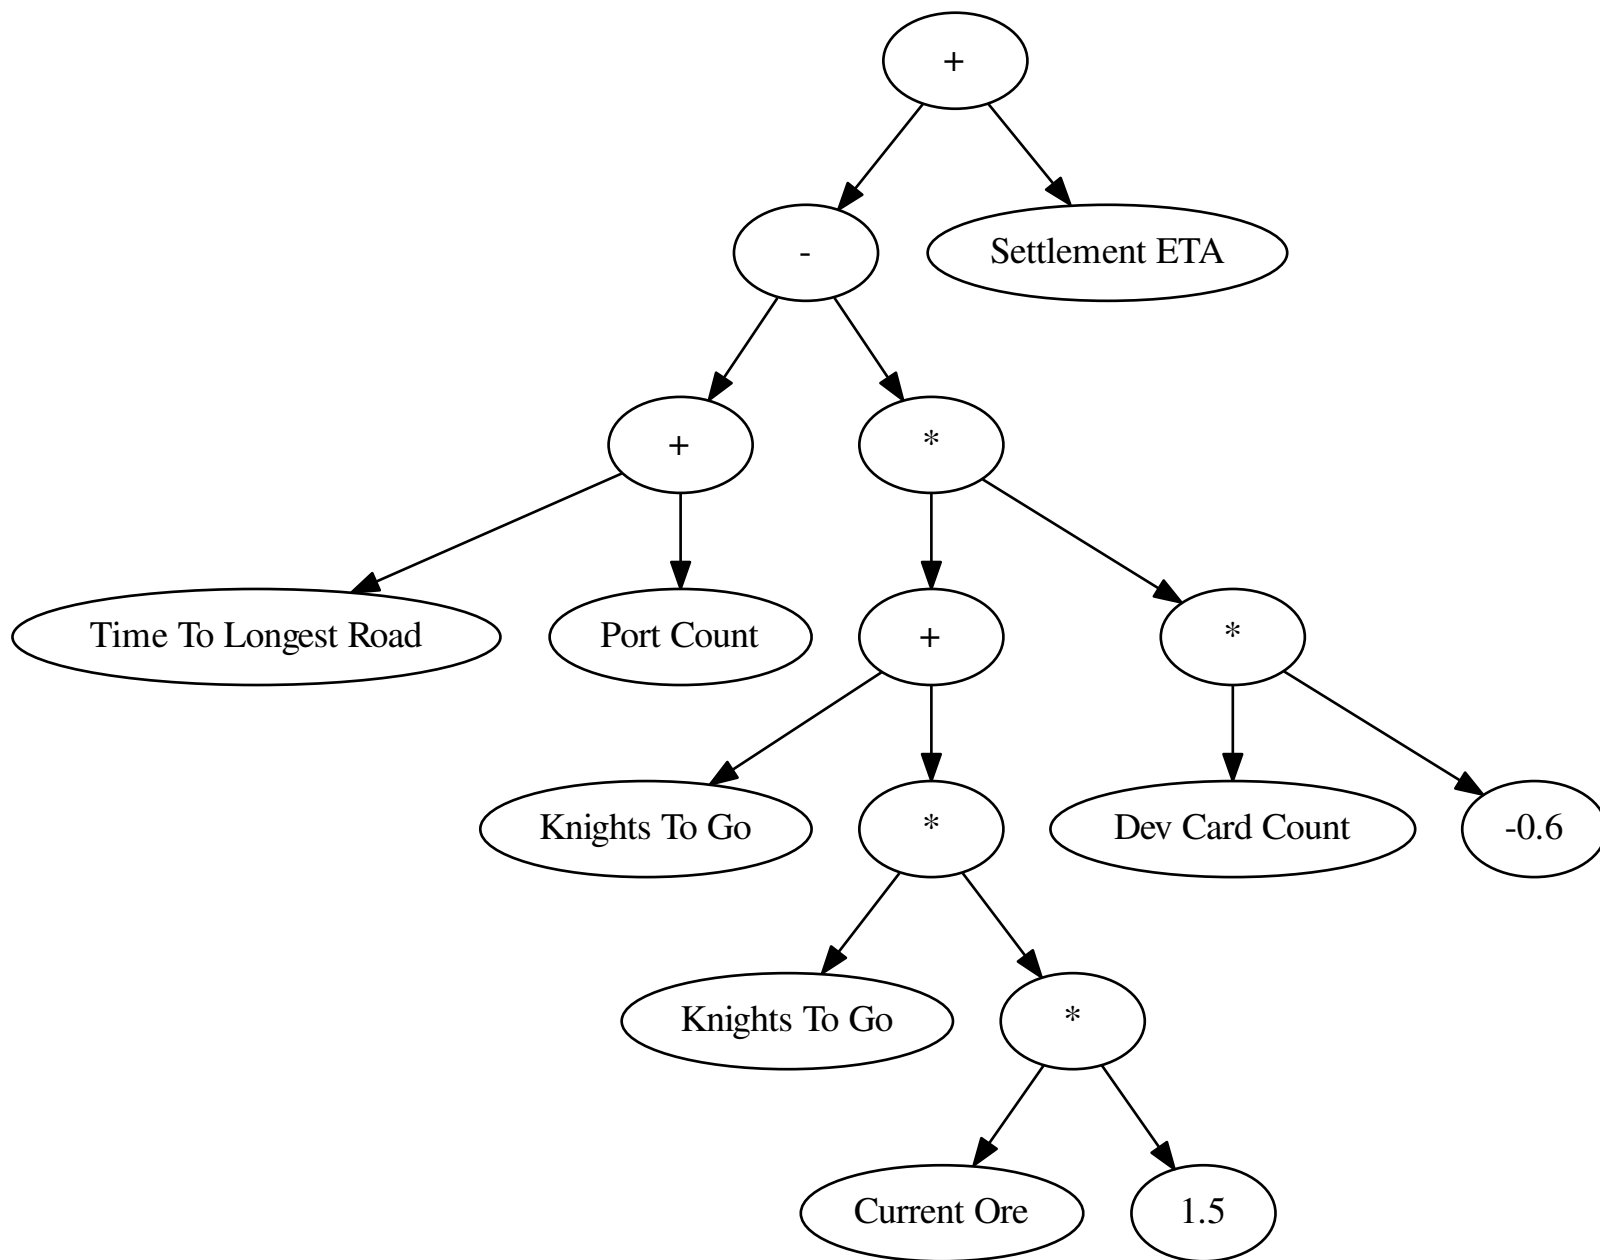 +
- Settlement ETA
+ *
Time To Longest Road Port Count + *
Knights To Go * Dev Card Count -0.6
Knights To Go *
Current Ore 1.5